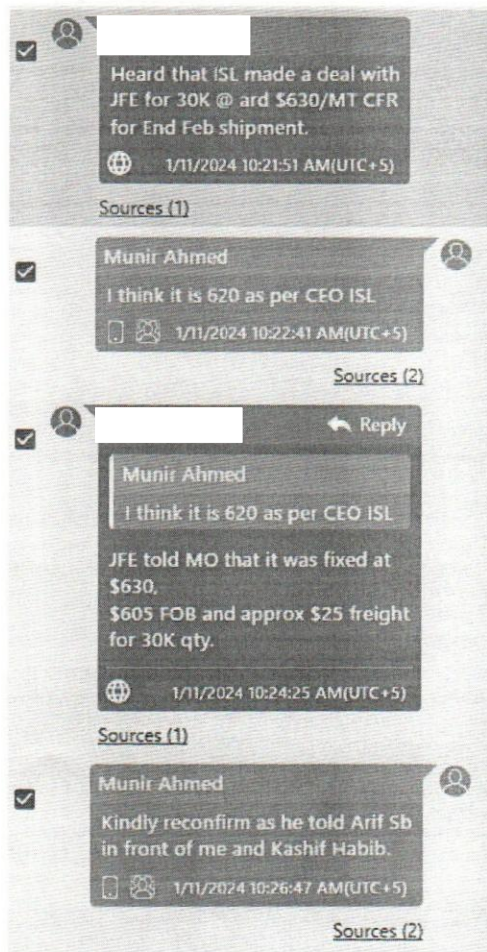 Heard that ISL made a deal with
JFE for 30K @ ard $630/MT CFR
for End Feb shipment.
1/11/2024 10:21:51 AM(UTC+5)
Sources (1)
Munir Ahmed
I think it is 620 as per CEO ISL
1/11/2024 10:22:41 AM(UTC+5)
Sources (2)
Reply
Munir Ahmed
I think it is 620 as per CEO ISL
JFE told MO that it was fixed at
$630,
$605 FOB and approx $25 freight
for 30K qty.
1/11/2024 10:24:25 AM(UTC+5)
Sources (1)
Munir Ahmed
Kindly reconfirm as he told Arif Sb
in front of me and Kashif Habib.
1/11/2024 10:26:47 AM(UTC+5)
Sources (2)